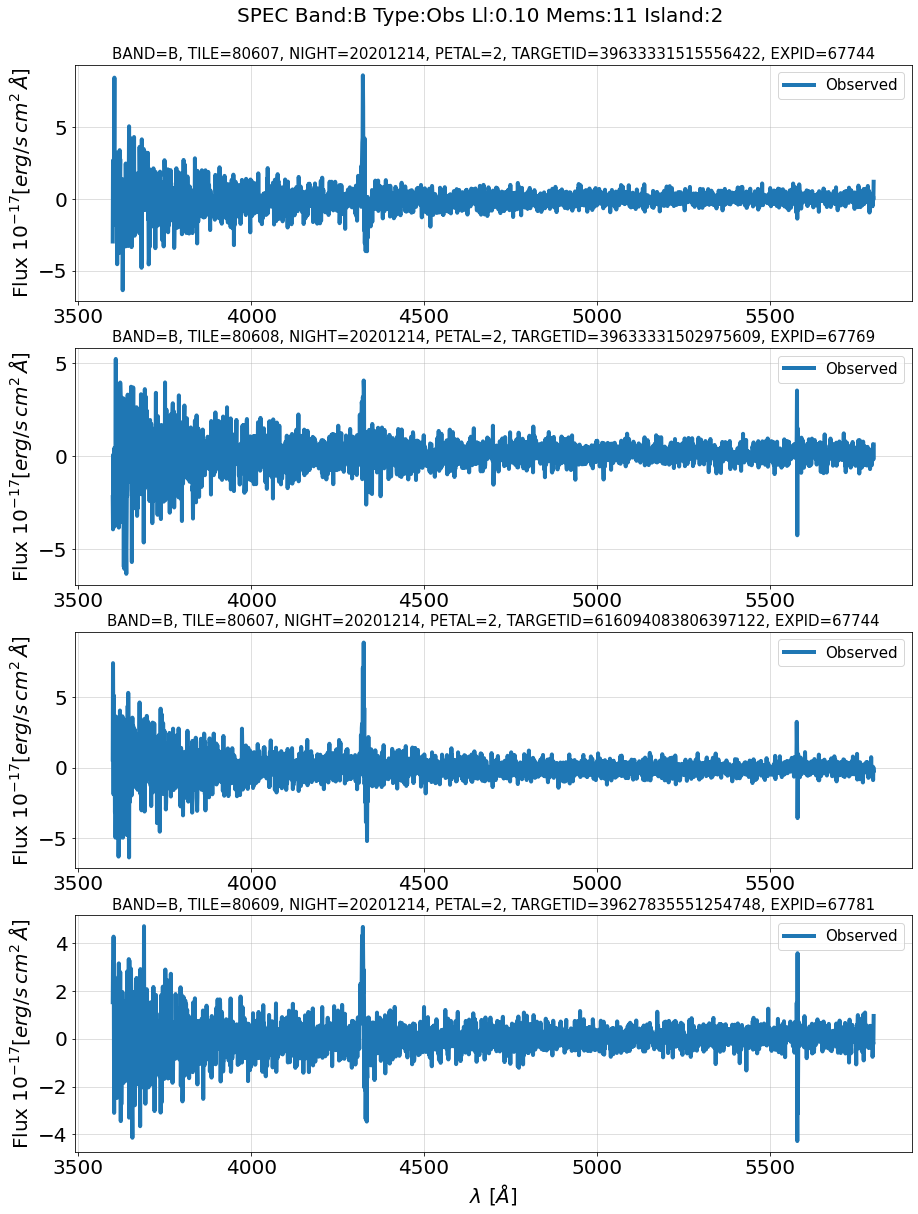 SPEC Band:B Type:Obs Ll:0.10 Mems:11 Island:2
BAND=B, TILE=80607, NIGHT=20201214, PETAL=2, TARGETID=39633331515556422, EXPID=67744
Observed
Flux 10^{-17}[erg/s cm^2 Å]
5
0
−5
3500 4000 4500 5000 5500
BAND=B, TILE=80608, NIGHT=20201214, PETAL=2, TARGETID=39633331502975609, EXPID=67769
Observed
Flux 10^{-17}[erg/s cm^2 Å]
5
0
−5
3500 4000 4500 5000 5500
BAND=B, TILE=80607, NIGHT=20201214, PETAL=2, TARGETID=616094083806397122, EXPID=67744
Observed
Flux 10^{-17}[erg/s cm^2 Å]
5
0
−5
3500 4000 4500 5000 5500
BAND=B, TILE=80609, NIGHT=20201214, PETAL=2, TARGETID=39627835551254748, EXPID=67781
Observed
Flux 10^{-17}[erg/s cm^2 Å]
4
2
0
−2
−4
3500 4000 4500 5000 5500
λ [Å]